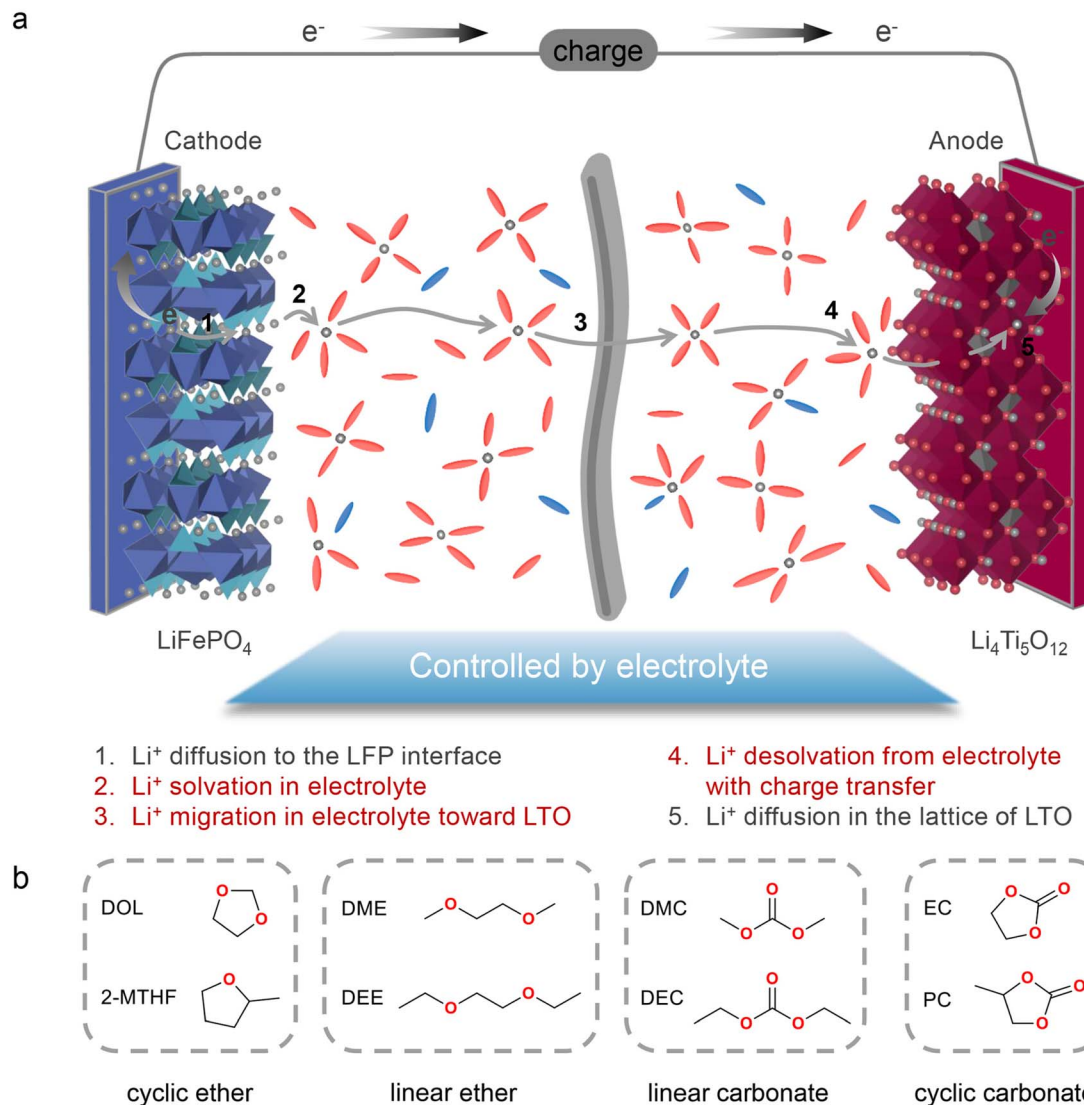 a
e⁻
charge
e⁻
Cathode
Anode
e⁻
2
3
4
e
1
5
LiFePO₄
Li₄Ti₅O₁₂
Controlled by electrolyte
1. Li⁺ diffusion to the LFP interface
2. Li⁺ solvation in electrolyte
3. Li⁺ migration in electrolyte toward LTO
4. Li⁺ desolvation from electrolyte
with charge transfer
5. Li⁺ diffusion in the lattice of LTO
b
DOL
O
O
2-MTHF
O
cyclic ether
DME
O
O
DEE
O
O
linear ether
DMC
O
O
O
DEC
O
O
O
linear carbonate
EC
O
O
O
PC
O
O
O
cyclic carbonate